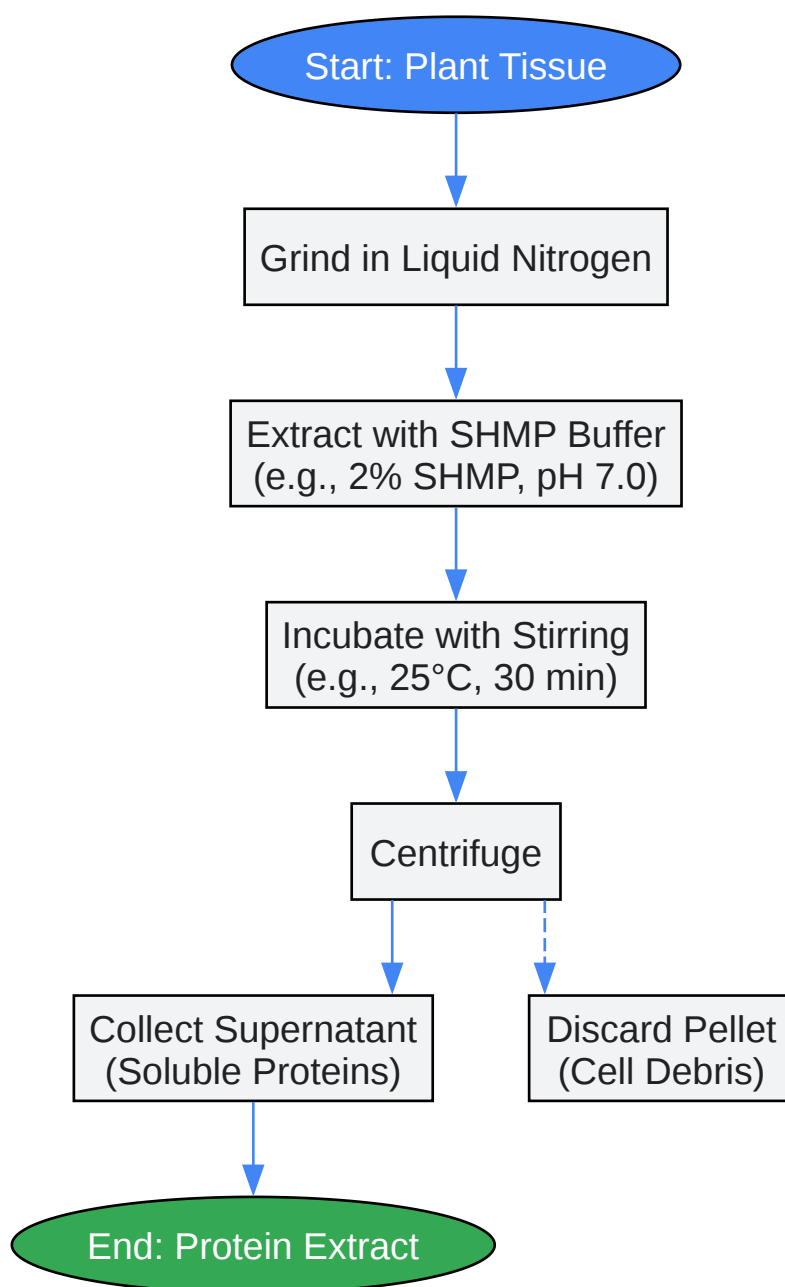 Start: Plant Tissue
Grind in Liquid Nitrogen
Extract with SHMP Buffer
(e.g., 2% SHMP, pH 7.0)
Incubate with Stirring
(e.g., 25°C, 30 min)
Centrifuge
Collect Supernatant
(Soluble Proteins)
Discard Pellet
(Cell Debris)
End: Protein Extract